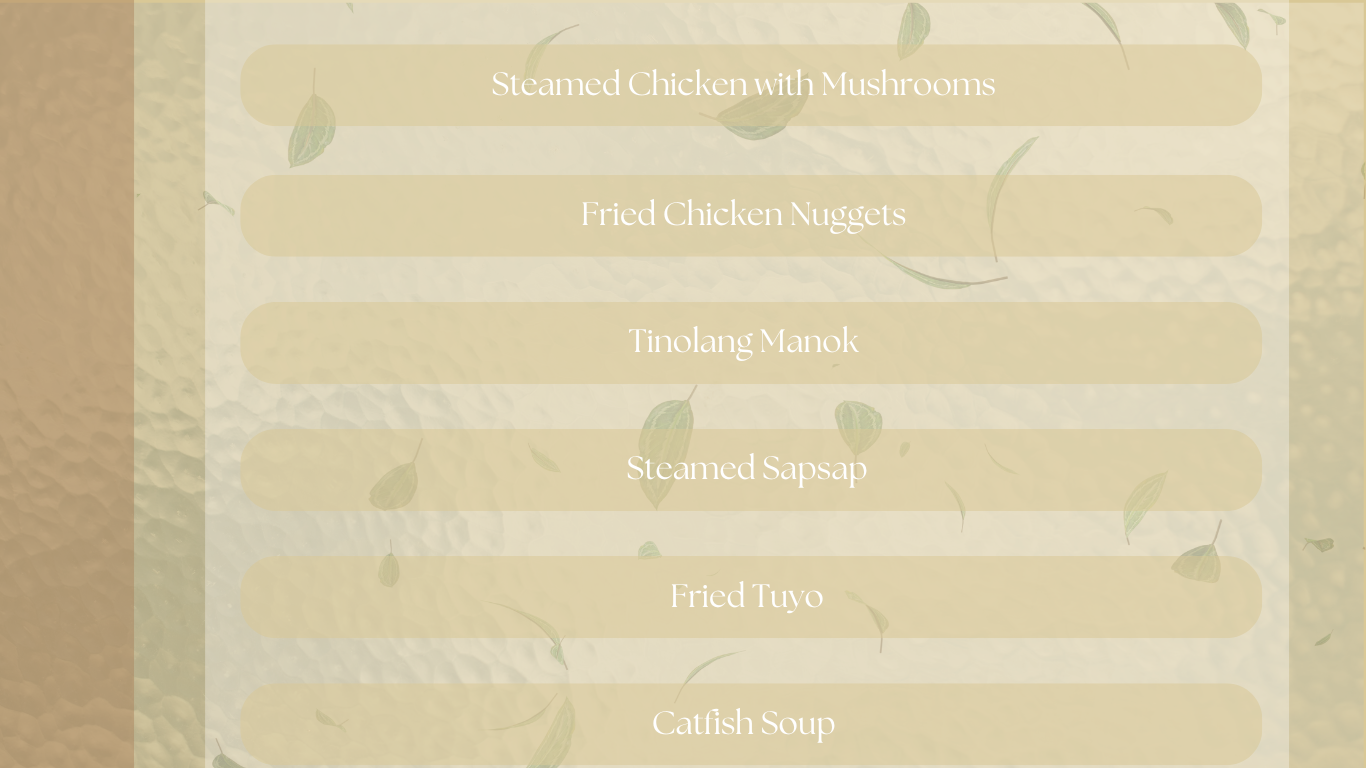 Steamed Chicken with Mushrooms
Fried Chicken Nuggets
Tinolang Manok
Steamed Sapsap
Fried Tuyo
Catfish Soup